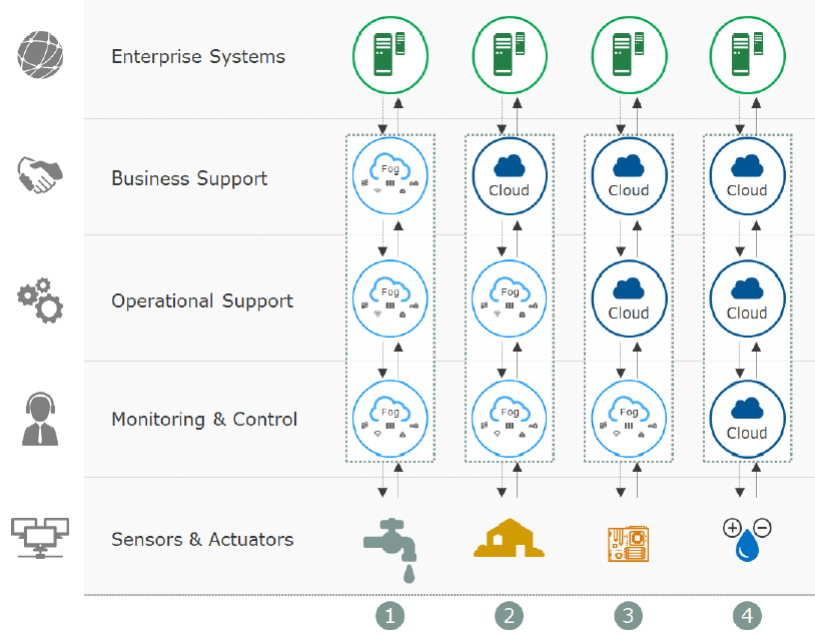 Enterprise Systems
Business Support
Fog
Cloud
Cloud
Cloud
Operational Support
Fog
Fog
Cloud
Cloud
Monitoring & Control
Fog
Fog
Fog
Cloud
Sensors & Actuators
1
2
3
4